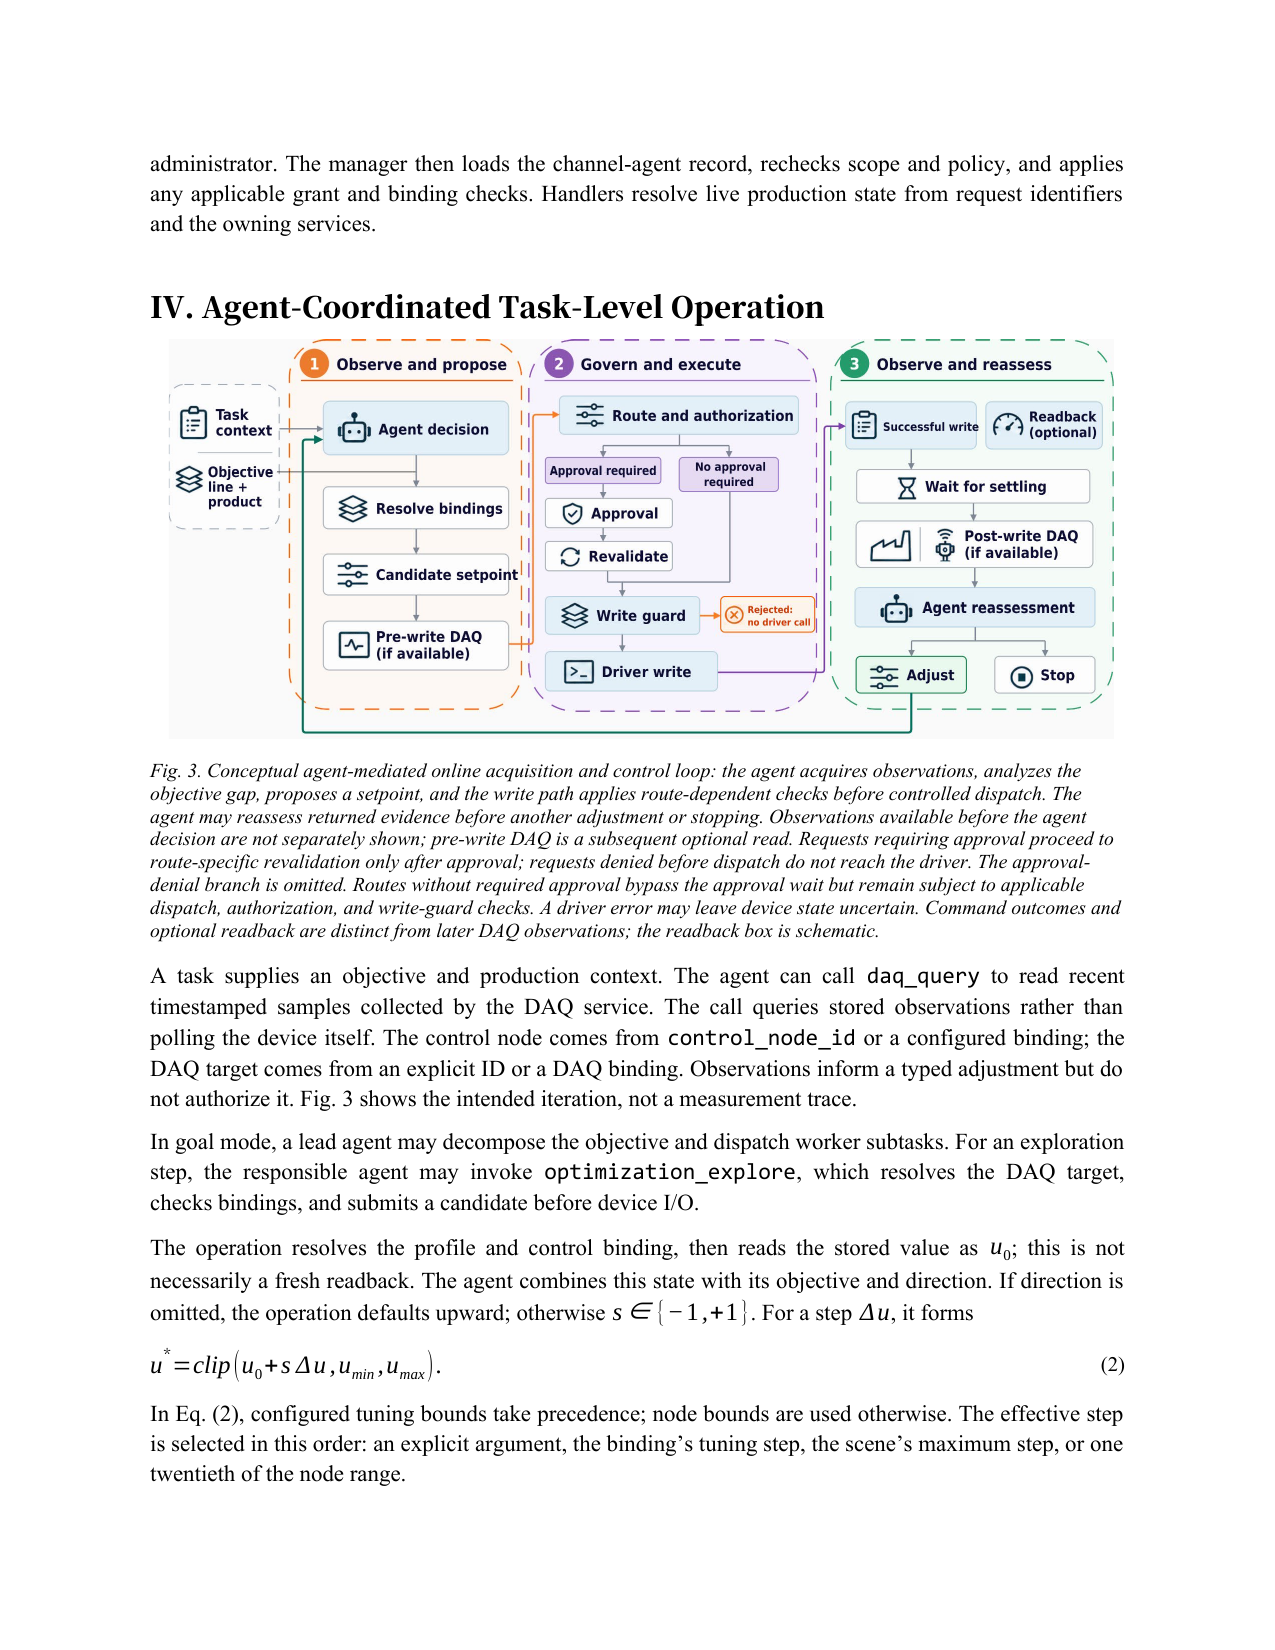 administrator. The manager then loads the channel-agent record, rechecks scope and policy, and applies
any applicable grant and binding checks. Handlers resolve live production state from request identifiers
and the owning services.
IV. Agent-Coordinated Task-Level Operation
Task
context
Objective
line +
product
1 Observe and propose
Agent decision
Resolve bindings
Candidate setpoint
Pre-write DAQ
(if available)
2 Govern and execute
Route and authorization
Approval required
No approval
required
Approval
Revalidate
Write guard
Rejected:
no driver call
Driver write
3 Observe and reassess
Successful write
Readback
(optional)
Wait for settling
Post-write DAQ
(if available)
Agent reassessment
Adjust
Stop
Fig. 3. Conceptual agent-mediated online acquisition and control loop: the agent acquires observations, analyzes the
objective gap, proposes a setpoint, and the write path applies route-dependent checks before controlled dispatch. The
agent may reassess returned evidence before another adjustment or stopping. Observations available before the agent
decision are not separately shown; pre-write DAQ is a subsequent optional read. Requests requiring approval proceed to
route-specific revalidation only after approval; requests denied before dispatch do not reach the driver. The approval-
denial branch is omitted. Routes without required approval bypass the approval wait but remain subject to applicable
dispatch, authorization, and write-guard checks. A driver error may leave device state uncertain. Command outcomes and
optional readback are distinct from later DAQ observations; the readback box is schematic.
A task supplies an objective and production context. The agent can call daq_query to read recent
timestamped samples collected by the DAQ service. The call queries stored observations rather than
polling the device itself. The control node comes from control_node_id or a configured binding; the
DAQ target comes from an explicit ID or a DAQ binding. Observations inform a typed adjustment but do
not authorize it. Fig. 3 shows the intended iteration, not a measurement trace.
In goal mode, a lead agent may decompose the objective and dispatch worker subtasks. For an exploration
step, the responsible agent may invoke optimization_explore, which resolves the DAQ target,
checks bindings, and submits a candidate before device I/O.
The operation resolves the profile and control binding, then reads the stored value as u₀; this is not
necessarily a fresh readback. The agent combines this state with its objective and direction. If direction is
omitted, the operation defaults upward; otherwise s∈{−1,+1}. For a step Δu, it forms
u*=clip(u₀+sΔu,u_min,u_max). (2)
In Eq. (2), configured tuning bounds take precedence; node bounds are used otherwise. The effective step
is selected in this order: an explicit argument, the binding’s tuning step, the scene’s maximum step, or one
twentieth of the node range.